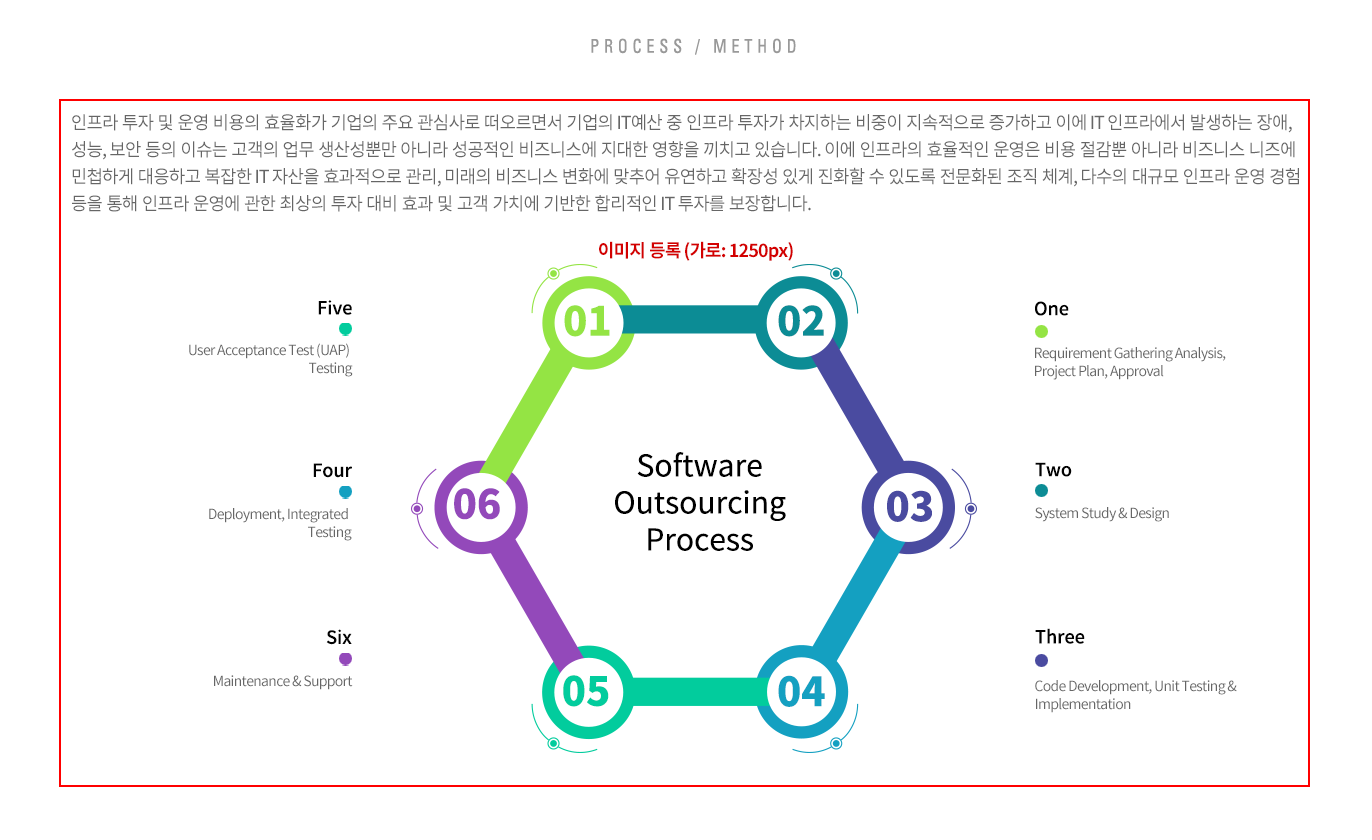 PROCESS / METHOD
인프라 투자 및 운영 비용의 효율화가 기업의 주요 관심사로 떠오르면서 기업의 IT예산 중 인프라 투자가 차지하는 비중이 지속적으로 증가하고 이에 IT 인프라에서 발생하는 장애,
성능, 보안 등의 이슈는 고객의 업무 생산성뿐만 아니라 성공적인 비즈니스에 지대한 영향을 끼치고 있습니다. 이에 인프라의 효율적인 운영은 비용 절감뿐 아니라 비즈니스 니즈에
민첩하게 대응하고 복잡한 IT 자산을 효과적으로 관리, 미래의 비즈니스 변화에 맞추어 유연하고 확장성 있게 진화할 수 있도록 전문화된 조직 체계, 다수의 대규모 인프라 운영 경험
등을 통해 인프라 운영에 관한 최상의 투자 대비 효과 및 고객 가치에 기반한 합리적인 IT 투자를 보장합니다.
이미지 등록 (가로: 1250px)
01
02
03
04
05
06
Software
Outsourcing
Process
One
Requirement Gathering Analysis,
Project Plan, Approval
Two
System Study & Design
Three
Code Development, Unit Testing &
Implementation
Four
Deployment, Integrated
Testing
Five
User Acceptance Test (UAP)
Testing
Six
Maintenance & Support